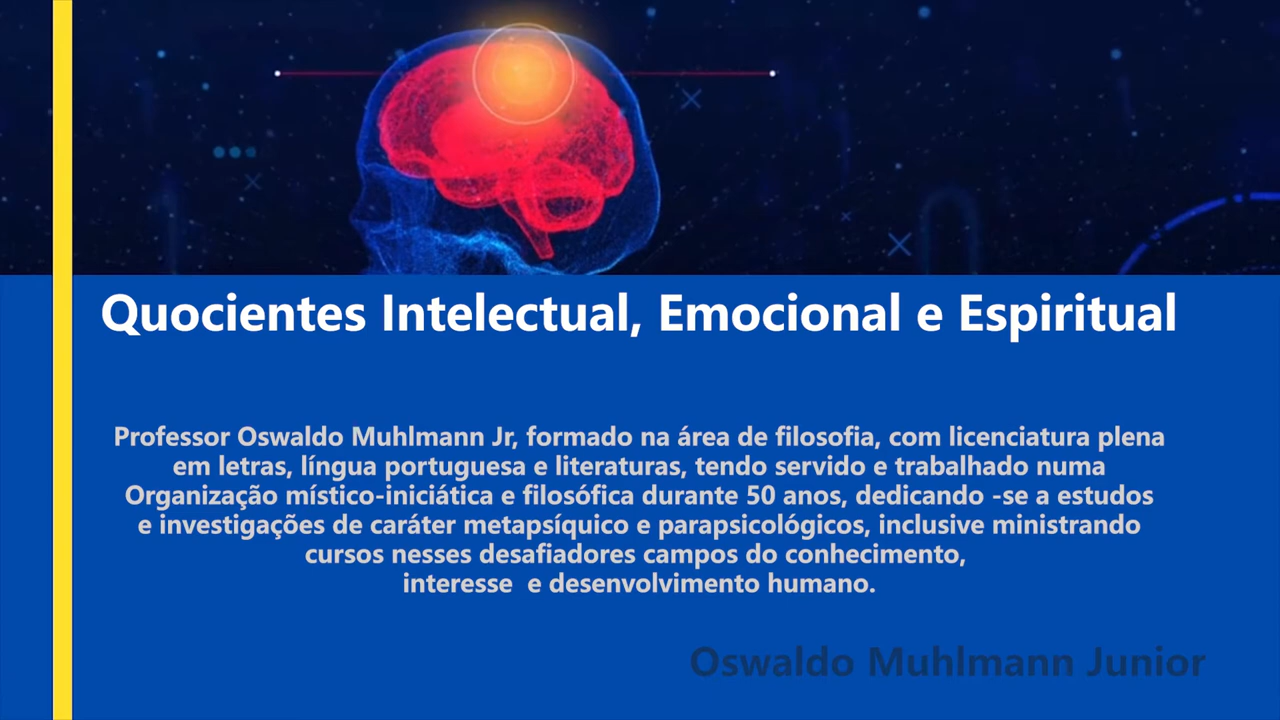 Quocientes Intelectual, Emocional e Espiritual
Professor Oswaldo Muhlmann Jr, formado na área de filosofia, com licenciatura plena
em letras, língua portuguesa e literaturas, tendo servido e trabalhado numa
Organização místico-iniciática e filosófica durante 50 anos, dedicando -se a estudos
e investigações de caráter metapsíquico e parapsicológicos, inclusive ministrando
cursos nesses desafiadores campos do conhecimento,
interesse  e desenvolvimento humano.
Oswaldo Muhlmann Junior